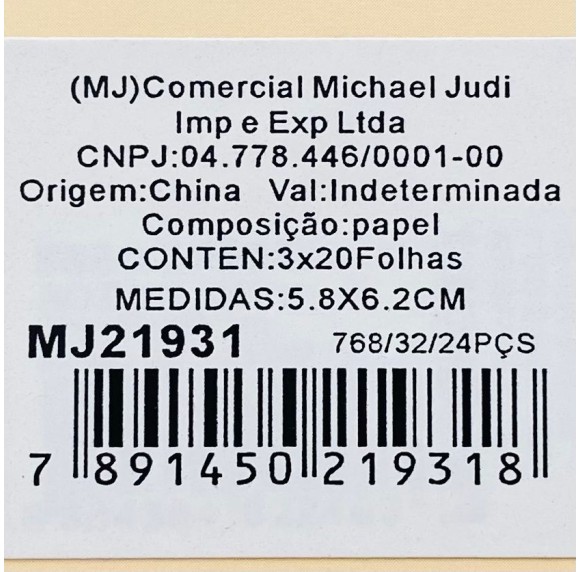 (MJ)Comercial Michael Judi
Imp e Exp Ltda
CNPJ:04.778.446/0001-00
Origem:China Val:Indeterminada
Composição:papel
CONTEN:3x20Folhas
MEDIDAS:5.8X6.2CM
MJ21931 768/32/24PÇS
7 891450 219318